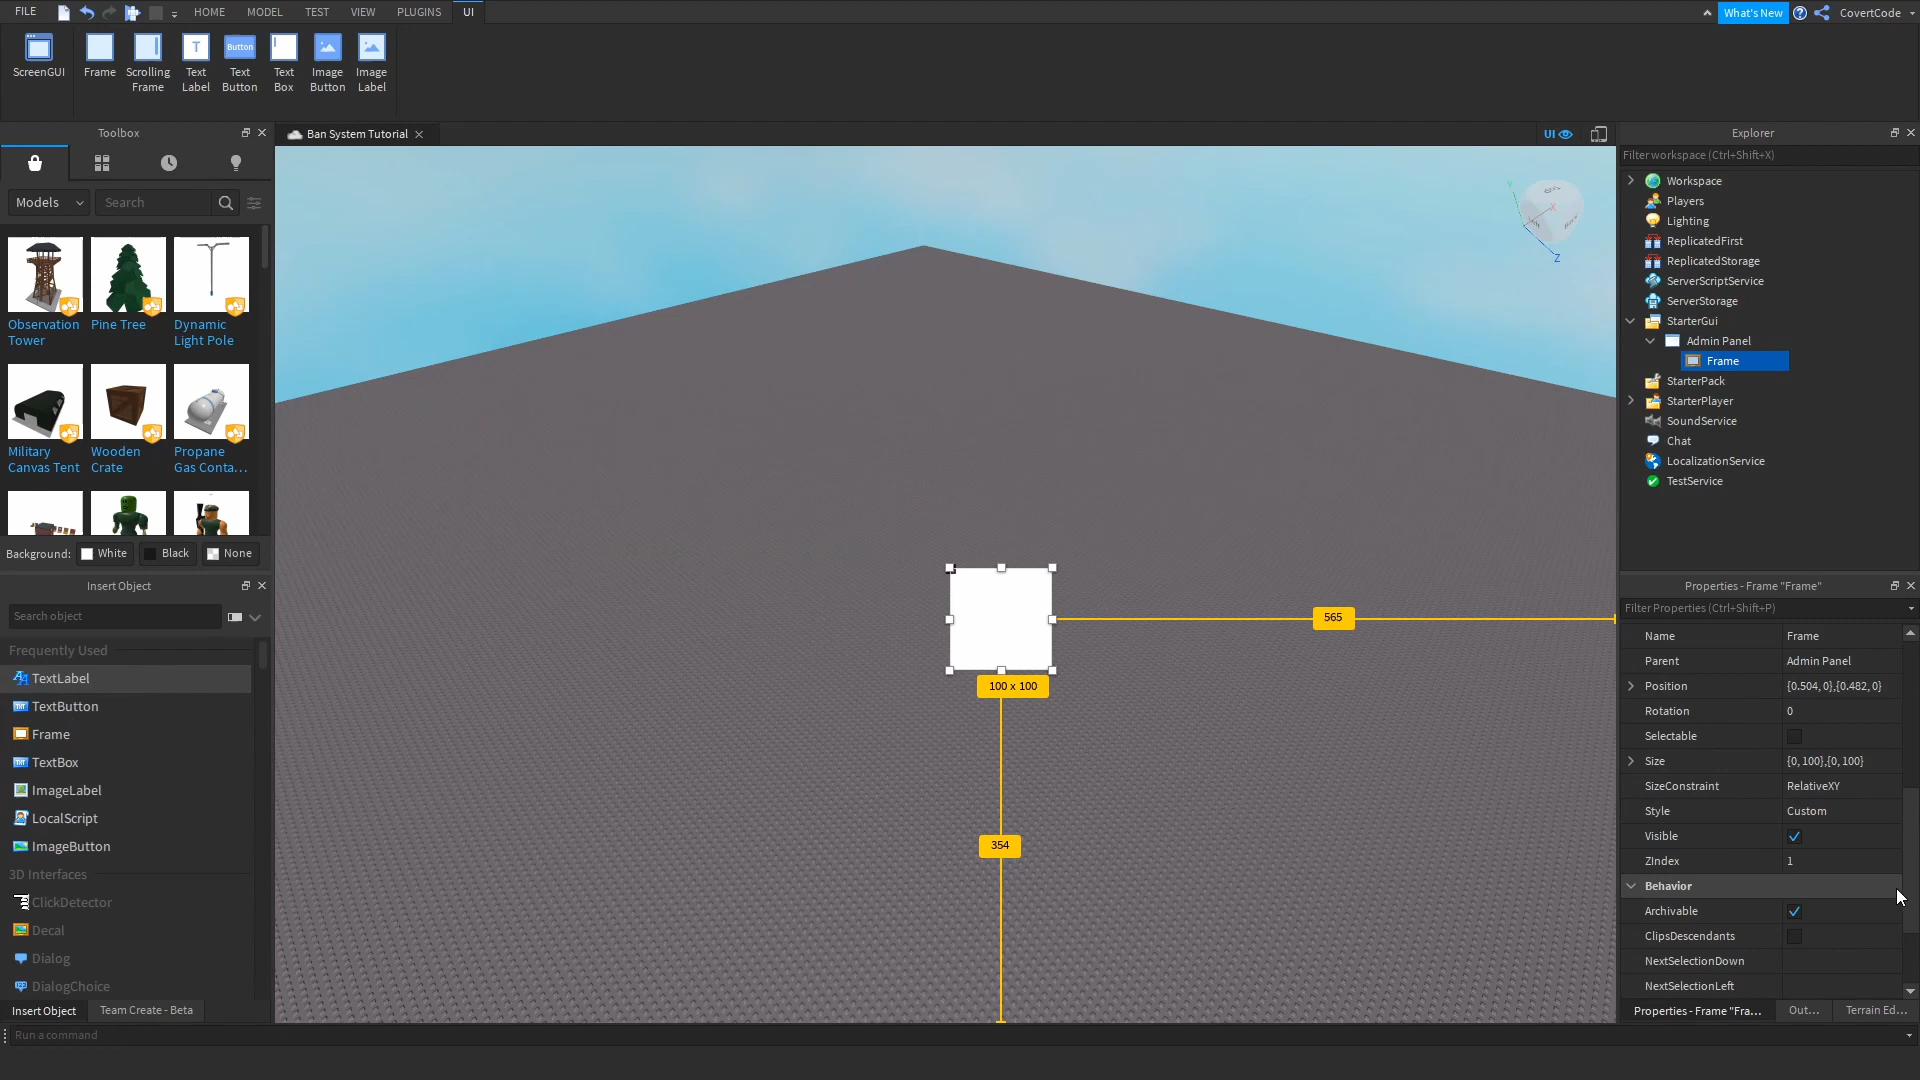 FILE
HOME
MODEL
TEST
VIEW
PLUGINS
UI
What's New
CovertCode
ScreenGUI
Frame
Scrolling
Frame
Text
Label
Button
Text
Button
Text
Box
Image
Button
Image
Label
T
Toolbox
Models
Search
Observation
Tower
Pine Tree
Dynamic
Light Pole
Military
Canvas Tent
Wooden
Crate
Propane
Gas Conta...
Background:
White
Black
None
Insert Object
Search object
Frequently Used
TextLabel
TextButton
Frame
TextBox
ImageLabel
LocalScript
ImageButton
3D Interfaces
ClickDetector
Decal
Dialog
DialogChoice
Insert Object
Team Create - Beta
Run a command
Ban System Tutorial
UI
Y
X
Z
565
100 x 100
354
Explorer
Filter workspace (Ctrl+Shift+X)
Workspace
Players
Lighting
ReplicatedFirst
ReplicatedStorage
ServerScriptService
ServerStorage
StarterGui
Admin Panel
Frame
StarterPack
StarterPlayer
SoundService
Chat
LocalizationService
TestService
Properties - Frame "Frame"
Filter Properties (Ctrl+Shift+P)
Name Frame
Parent Admin Panel
Position {0.504, 0},{0.482, 0}
Rotation 0
Selectable
Size {0, 100},{0, 100}
SizeConstraint RelativeXY
Style Custom
Visible
ZIndex 1
Behavior
Archivable
ClipsDescendants
NextSelectionDown
NextSelectionLeft
Properties - Frame "Fra...
Out...
Terrain Ed...